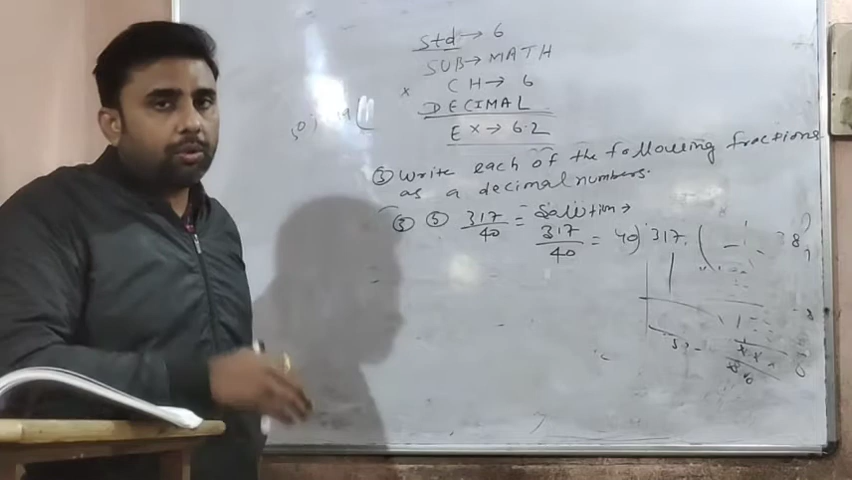 Std → 6
SUB → MATH
CH → 6
DECIMAL
EX → 6.2
③ Write each of the following fractions
as a decimal numbers.
③ ⑤ 317/40 = Solution →
317/40 = 40) 317. (